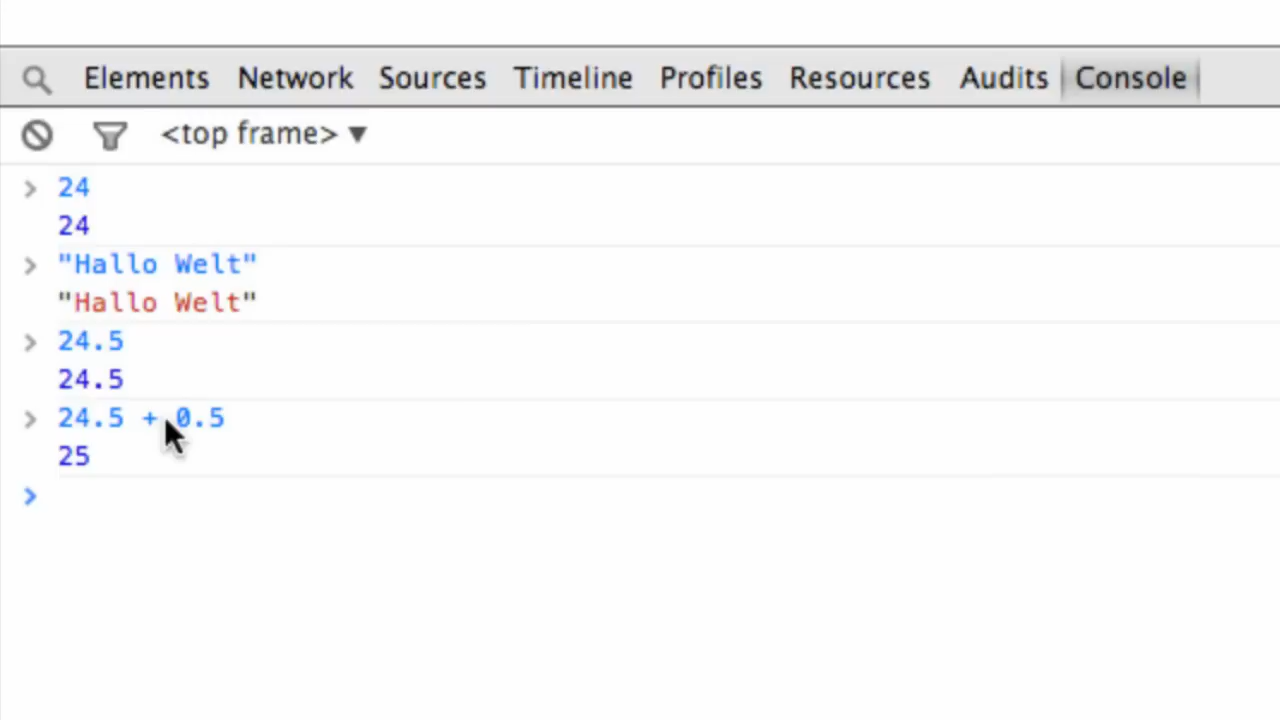 Elements Network Sources Timeline Profiles Resources Audits Console
<top frame> ▼
> 24
24
> "Hallo Welt"
"Hallo Welt"
> 24.5
24.5
> 24.5 + 0.5
25
>